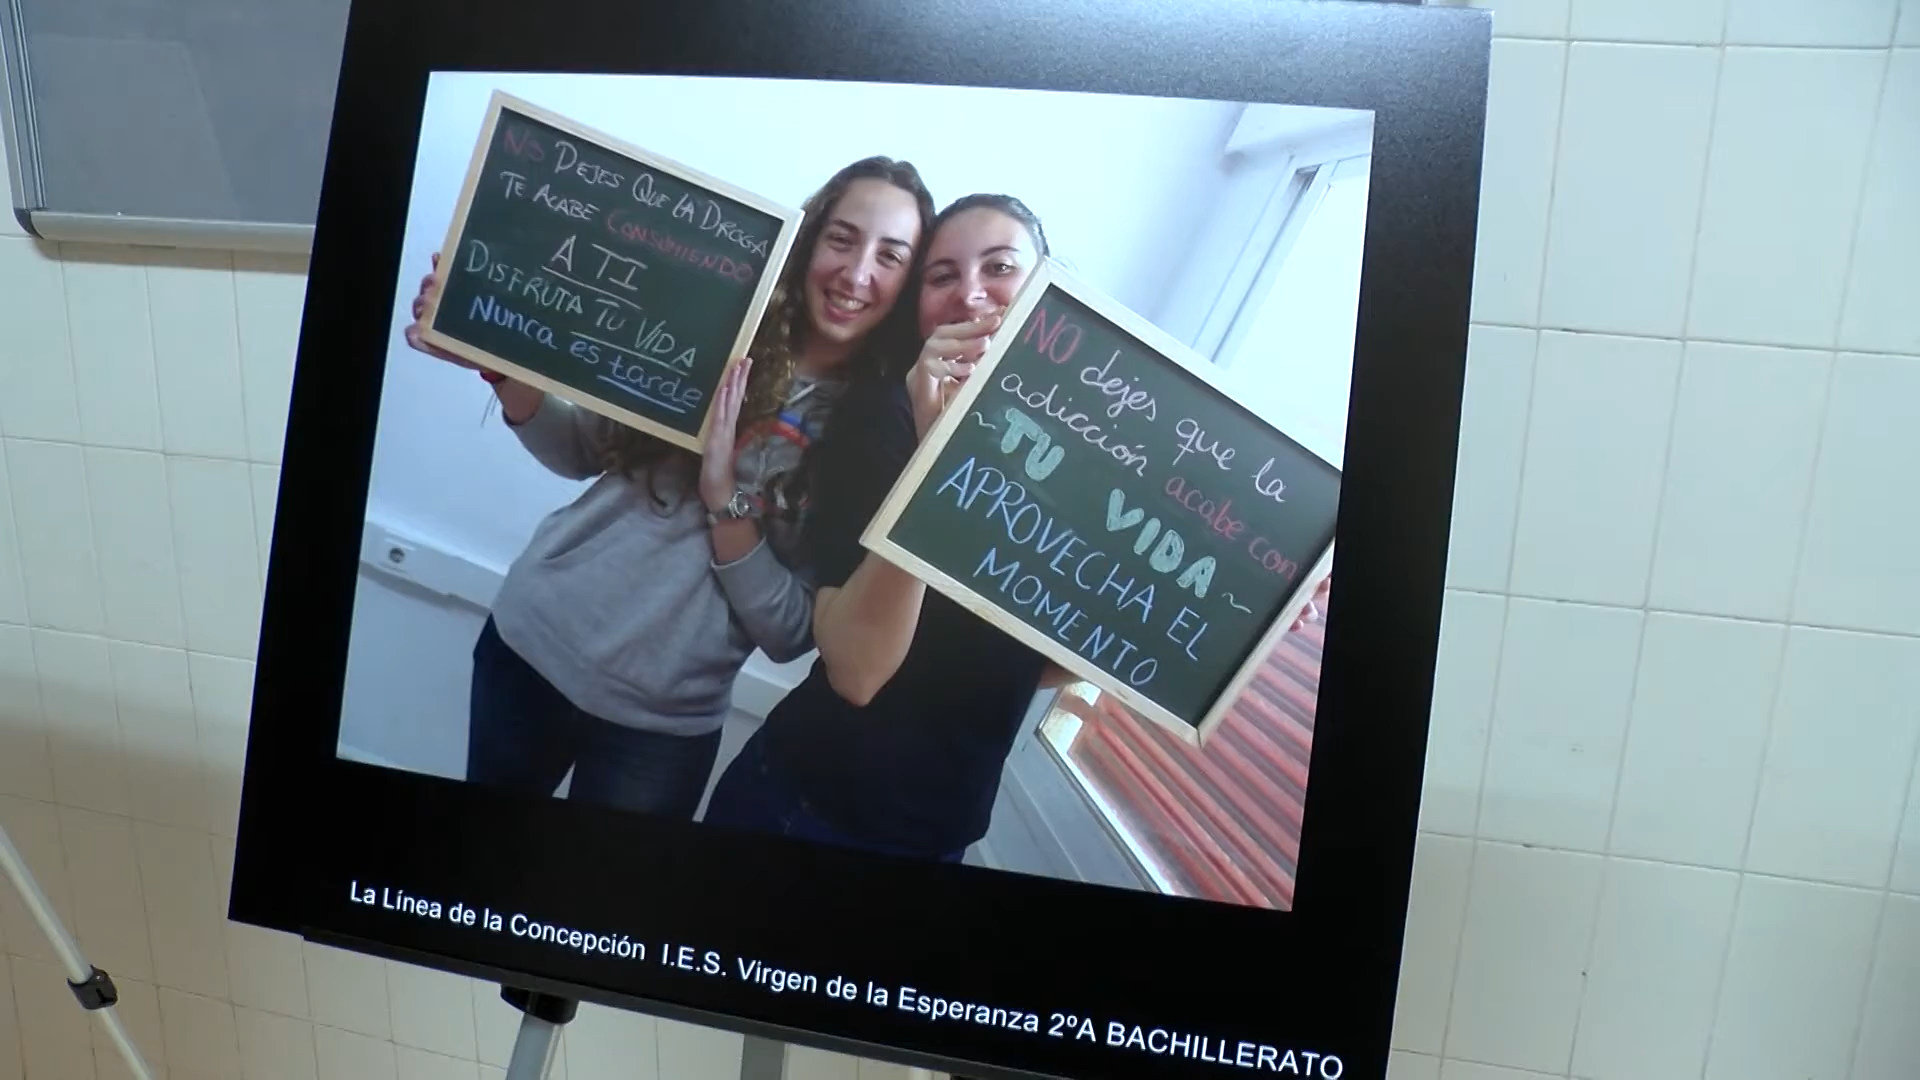 NO DEJES QUE LA DROGA
TE ACABE CONSUMIENDO
A TI
DISFRUTA TU VIDA
Nunca es tarde
NO dejes que la
adicción acabe con
~TU VIDA~
APROVECHA EL
MOMENTO
La Línea de la Concepción I.E.S. Virgen de la Esperanza 2ºA BACHILLERATO